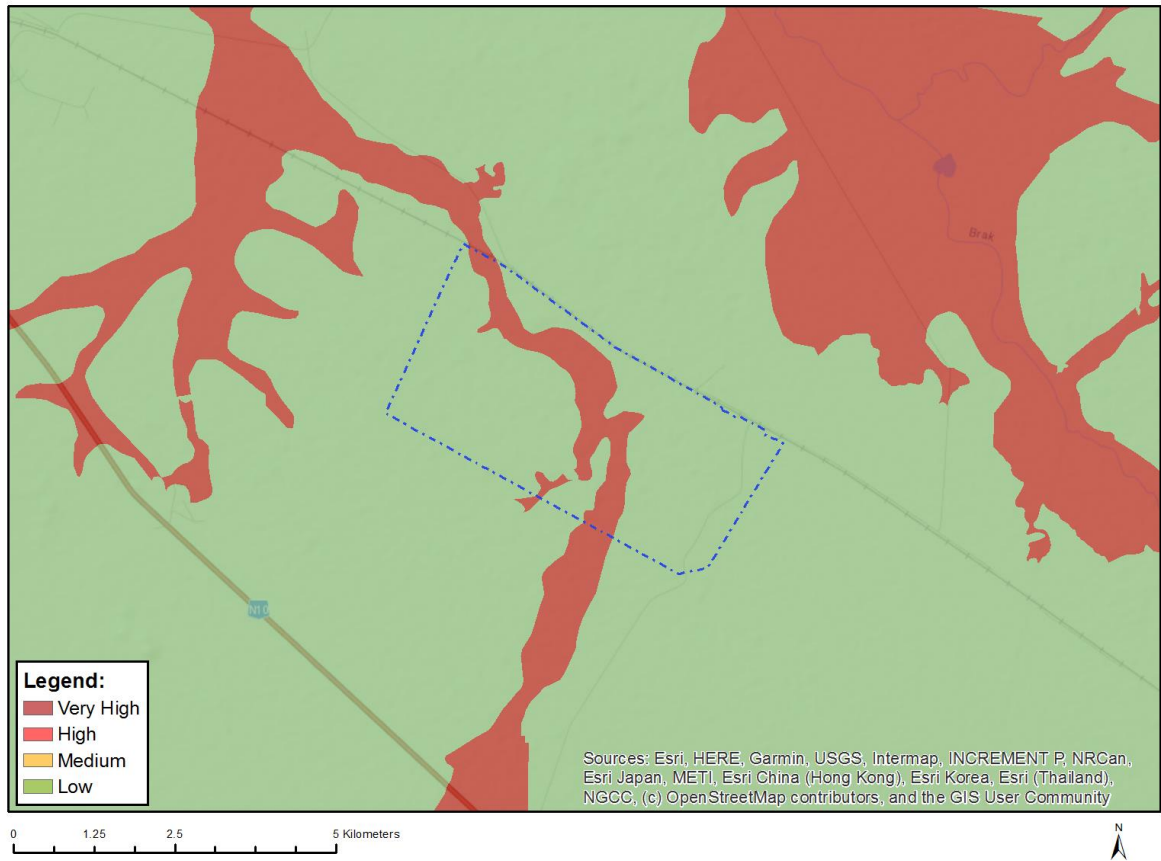 Brak
N10
Legend:
Very High
High
Medium
Low
Sources: Esri, HERE, Garmin, USGS, Intermap, INCREMENT P, NRCan,
Esri Japan, METI, Esri China (Hong Kong), Esri Korea, Esri (Thailand),
NGCC, (c) OpenStreetMap contributors, and the GIS User Community
0 1.25 2.5 5 Kilometers
N